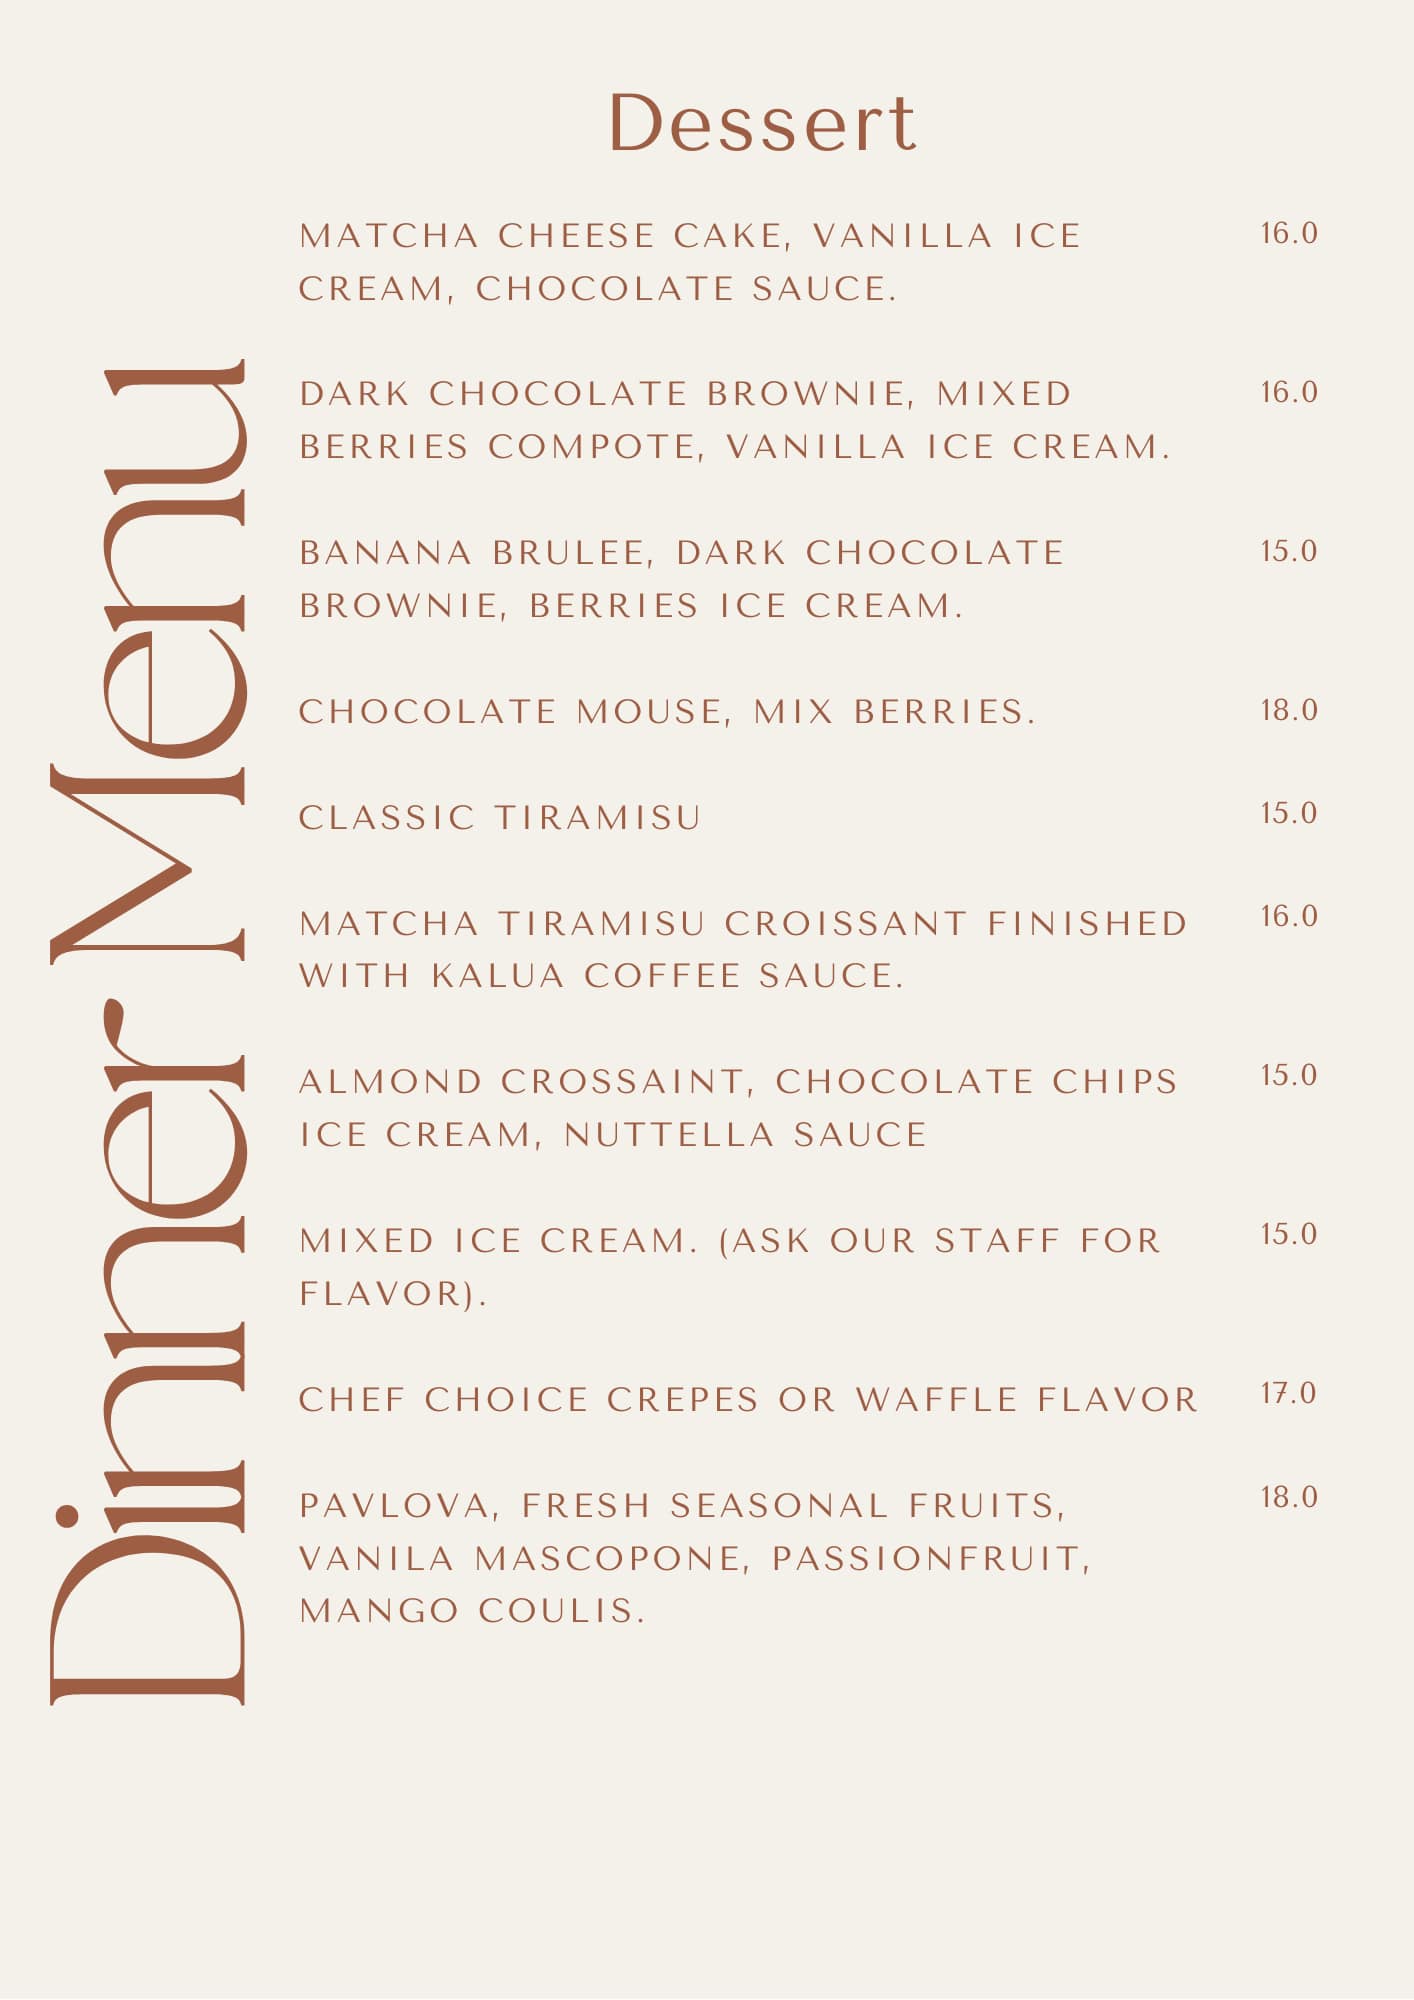 Dessert
MATCHA CHEESE CAKE, VANILLA ICE 16.0
CREAM, CHOCOLATE SAUCE.
DARK CHOCOLATE BROWNIE, MIXED 16.0
BERRIES COMPOTE, VANILLA ICE CREAM.
BANANA BRULEE, DARK CHOCOLATE 15.0
BROWNIE, BERRIES ICE CREAM.
CHOCOLATE MOUSE, MIX BERRIES. 18.0
CLASSIC TIRAMISU 15.0
MATCHA TIRAMISU CROISSANT FINISHED 16.0
WITH KALUA COFFEE SAUCE.
ALMOND CROSSAINT, CHOCOLATE CHIPS 15.0
ICE CREAM, NUTTELLA SAUCE
MIXED ICE CREAM. (ASK OUR STAFF FOR 15.0
FLAVOR).
CHEF CHOICE CREPES OR WAFFLE FLAVOR 17.0
PAVLOVA, FRESH SEASONAL FRUITS, 18.0
VANILA MASCOPONE, PASSIONFRUIT,
MANGO COULIS.
Dinner Menu